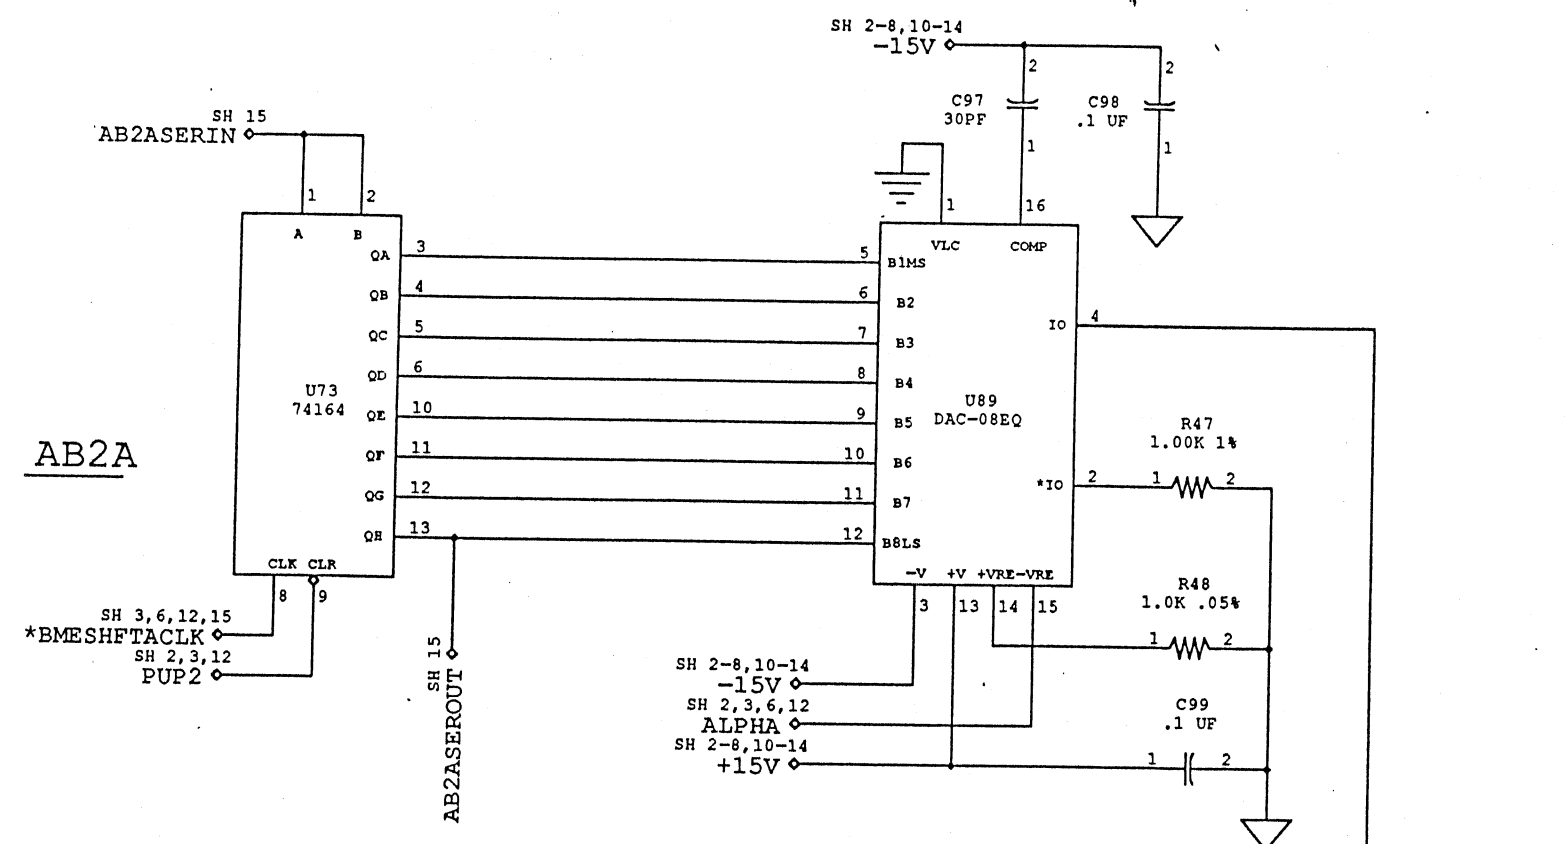 SH 2-8,10-14
-15V
2
2
C97
30PF
C98
.1 UF
1
1
SH 15
AB2ASERIN
1
2
1
16
A
B
VLC
COMP
QA
3
5
B1MS
QB
4
6
B2
QC
5
7
B3
IO
4
QD
6
8
B4
U73
74164
U89
DAC-08EQ
QE
10
9
B5
QF
11
10
B6
QG
12
11
B7
QH
13
12
B8LS
AB2A
R47
1.00K 1%
*IO
2
1
2
CLK
CLR
8
9
-V
+V
+VRE
-VRE
3
13
14
15
R48
1.0K .05%
1
2
SH 3,6,12,15
*BMESHFTACLK
SH 2,3,12
PUP2
SH 15
AB2ASEROUT
SH 2-8,10-14
-15V
SH 2,3,6,12
ALPHA
SH 2-8,10-14
+15V
C99
.1 UF
1
2